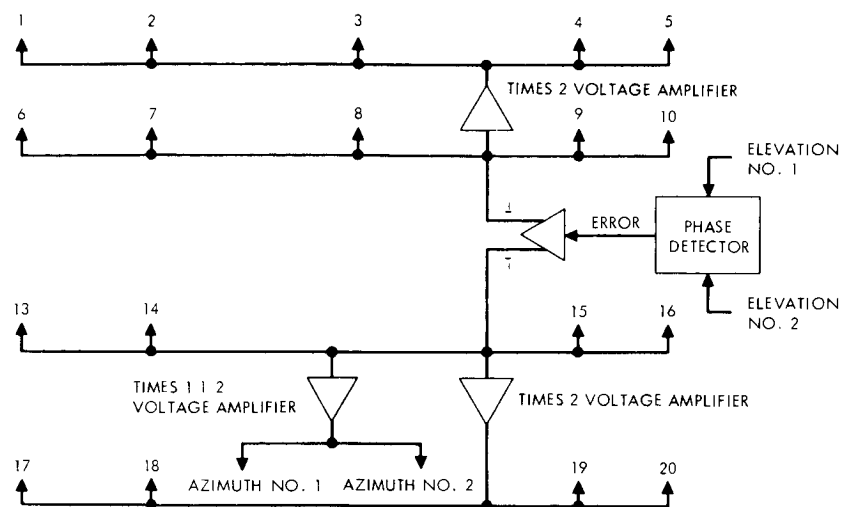 1 2 3 4 5
TIMES 2 VOLTAGE AMPLIFIER
6 7 8 9 10
ELEVATION
NO. 1
ERROR
PHASE
DETECTOR
ELEVATION
NO. 2
13 14 15 16
TIMES 1 1 2
VOLTAGE AMPLIFIER
TIMES 2 VOLTAGE AMPLIFIER
AZIMUTH NO. 1 AZIMUTH NO. 2
17 18 19 20